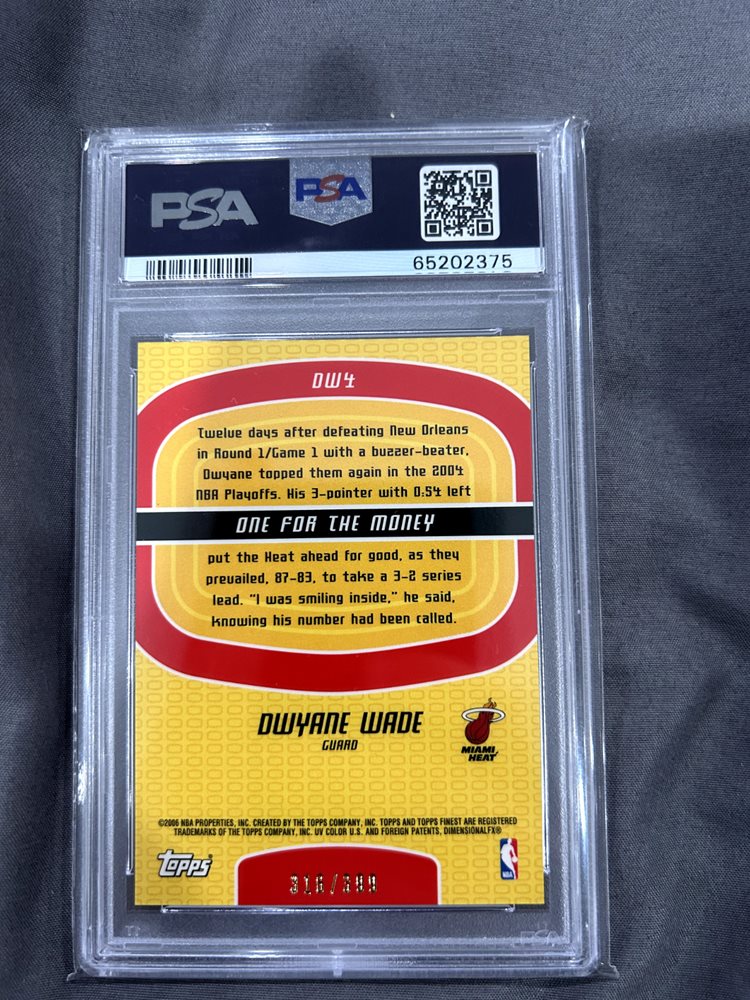 PSA PSA
65202375
DW4
Twelve days after defeating New Orleans
in Round 1/Game 1 with a buzzer-beater,
Dwyane topped them again in the 2004
NBA Playoffs. His 3-pointer with 0:54 left
ONE FOR THE MONEY
put the Heat ahead for good, as they
prevailed, 87-83, to take a 3-2 series
lead. "I was smiling inside," he said,
knowing his number had been called.
DWYANE WADE
GUARD
MIAMI
HEAT
©2006 NBA PROPERTIES, INC. CREATED BY THE TOPPS COMPANY, INC. TOPPS AND TOPPS FINEST ARE REGISTERED
TRADEMARKS OF THE TOPPS COMPANY, INC. UV COLOR U.S. AND FOREIGN PATENTS, DIMENSIONALFX®
topps
NBA
316/399
PSA